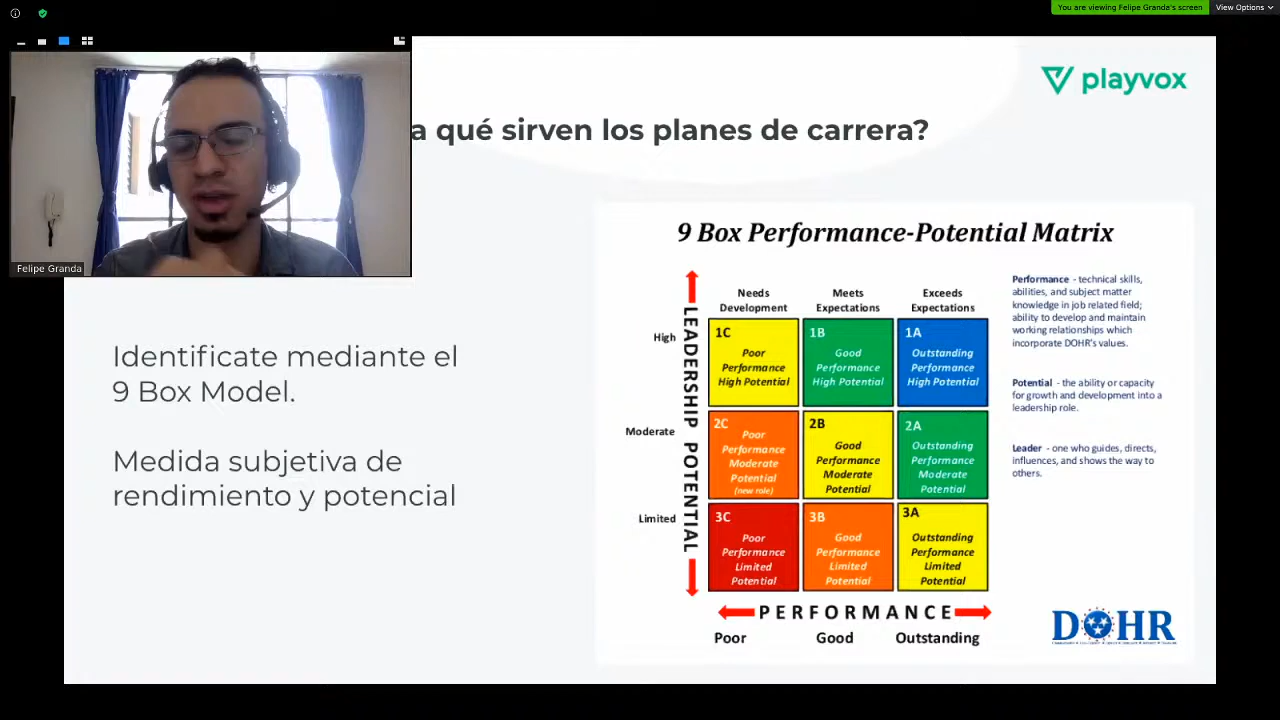 You are viewing Felipe Granda's screen
View Options
Felipe Granda
playvox
a qué sirven los planes de carrera?
Identificate mediante el
9 Box Model.
Medida subjetiva de
rendimiento y potencial
9 Box Performance-Potential Matrix
Needs
Development
Meets
Expectations
Exceeds
Expectations
LEADERSHIP POTENTIAL
High
1C
Poor
Performance
High Potential
1B
Good
Performance
High Potential
1A
Outstanding
Performance
High Potential
Moderate
2C
Poor
Performance
Moderate
Potential
(new role)
2B
Good
Performance
Moderate
Potential
2A
Outstanding
Performance
Moderate
Potential
Limited
3C
Poor
Performance
Limited
Potential
3B
Good
Performance
Limited
Potential
3A
Outstanding
Performance
Limited
Potential
PERFORMANCE
Poor
Good
Outstanding
Performance - technical skills,
abilities, and subject matter
knowledge in job related field;
ability to develop and maintain
working relationships which
incorporate DOHR's values.
Potential - the ability or capacity
for growth and development into a
leadership role.
Leader - one who guides, directs,
influences, and shows the way to
others.
DOHR